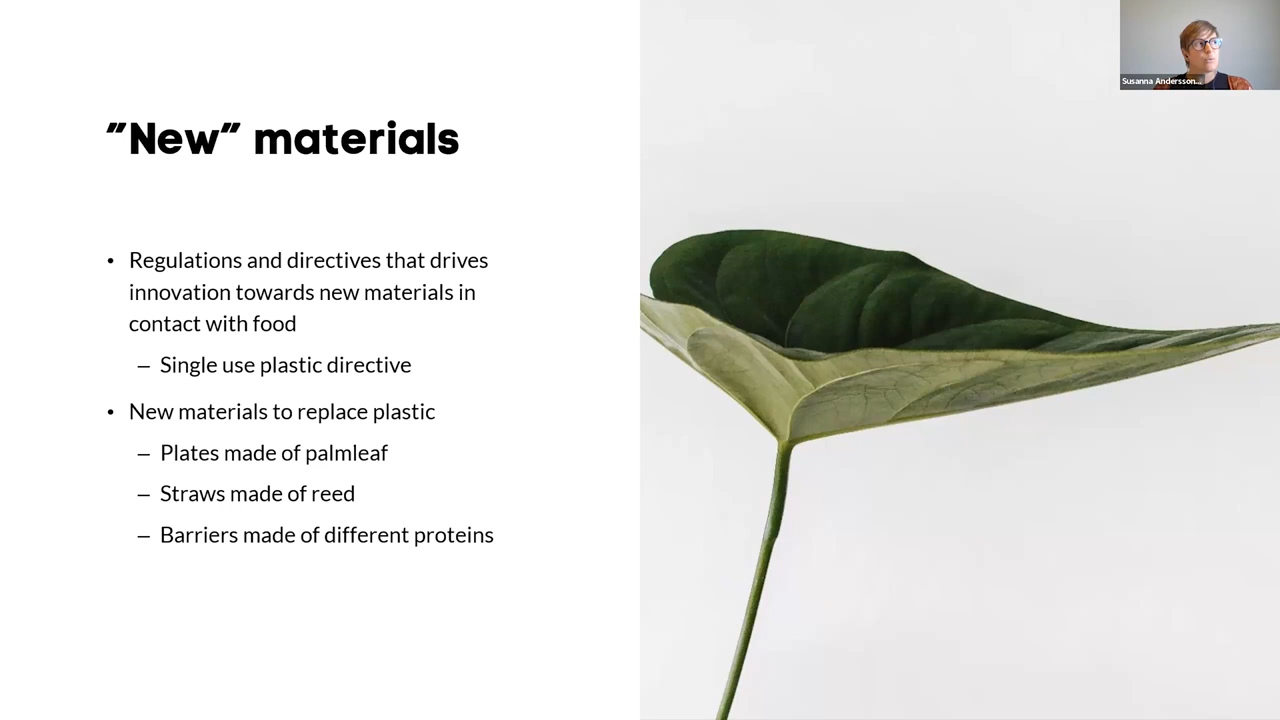 ”New” materials
• Regulations and directives that drives
innovation towards new materials in
contact with food
– Single use plastic directive
• New materials to replace plastic
– Plates made of palmleaf
– Straws made of reed
– Barriers made of different proteins
Susanna Andersson...